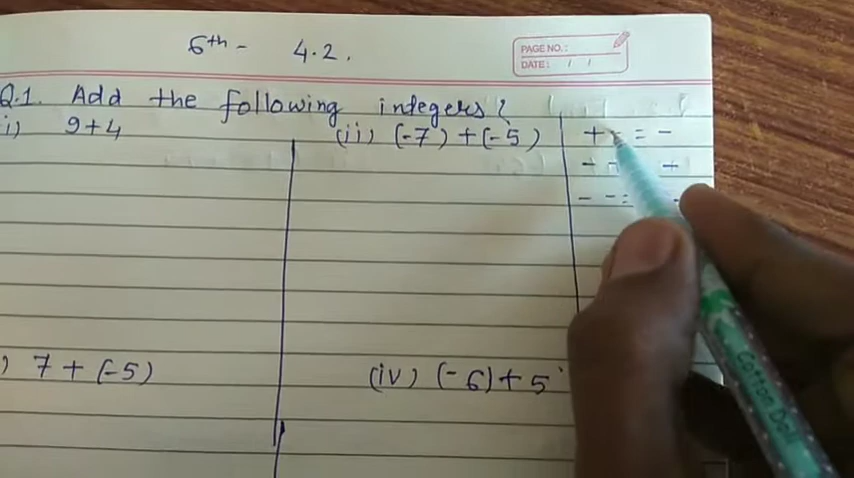 6th - 4.2.
PAGE NO.:
DATE: / /
Q.1. Add the following integers?
i) 9+4
(ii) (-7)+(-5)
+ - = -
- - =
) 7 + (-5)
(iv) (-6)+5
Cotton Doll